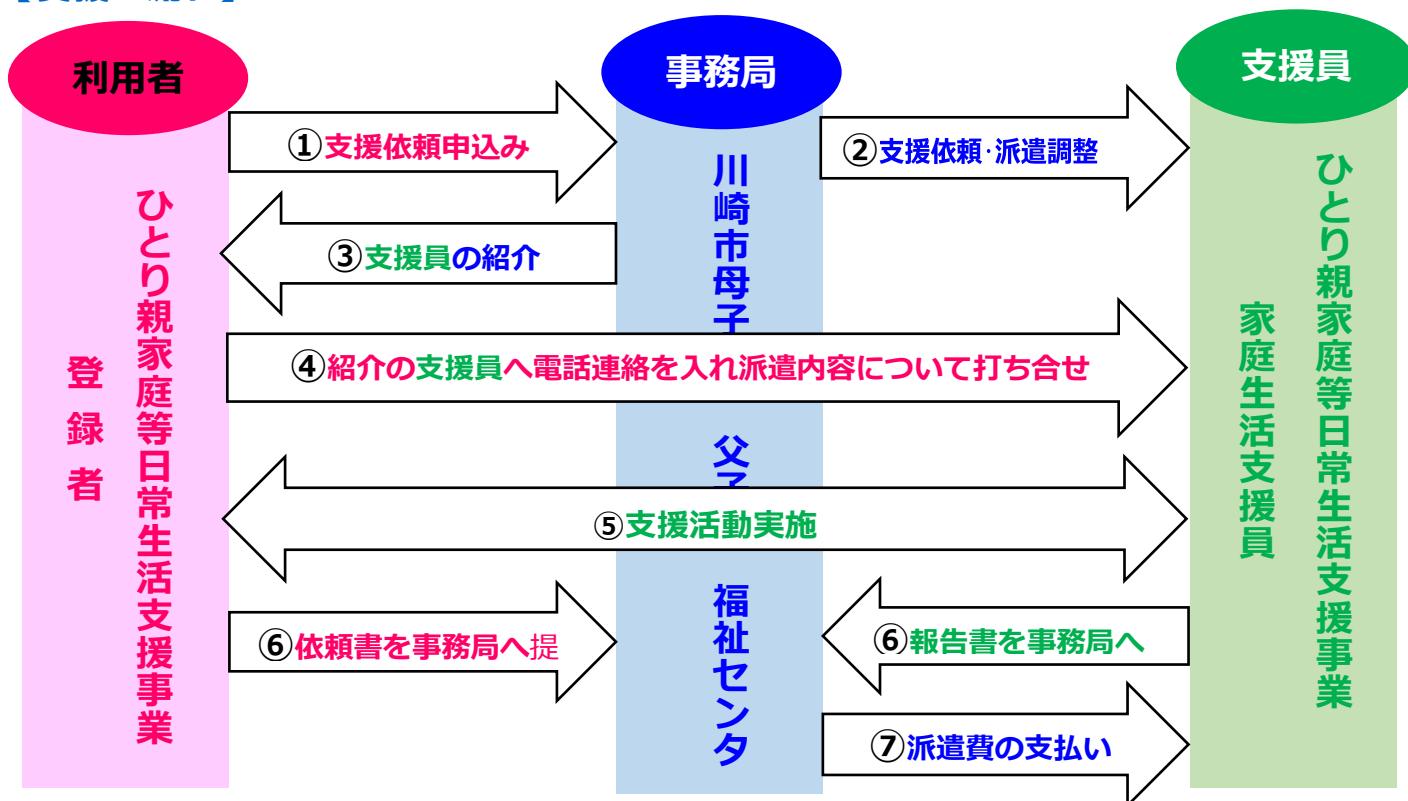 利用者
事務局
支援員
①支援依頼申込み
②支援依頼・派遣調整
③支援員の紹介
④紹介の支援員へ電話連絡を入れ派遣内容について打ち合せ
⑤支援活動実施
⑥依頼書を事務局へ提
⑥報告書を事務局へ
⑦派遣費の支払い
ひとり親家庭等日常生活支援事業
登録者
川崎市母子
父子
福祉センタ
ひとり親家庭等日常生活支援事業
家庭生活支援員